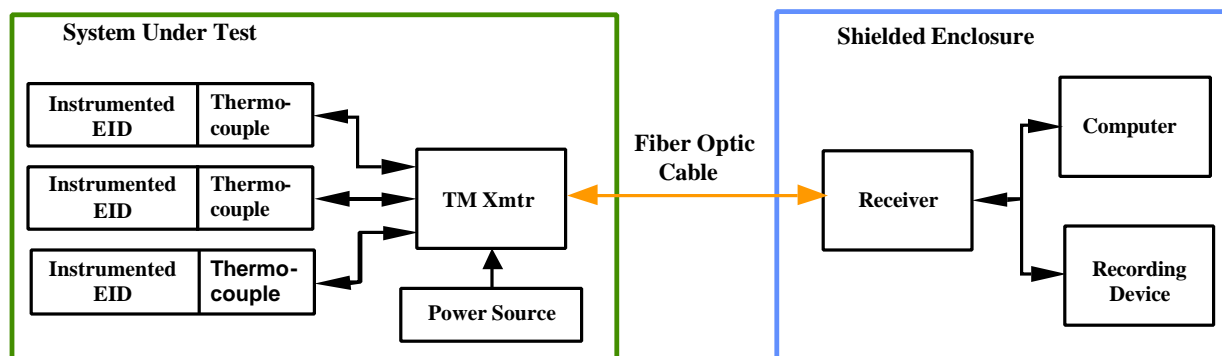 System Under Test
Instrumented
EID
Thermo-
couple
Instrumented
EID
Thermo-
couple
Instrumented
EID
Thermo-
couple
TM Xmtr
Power Source
Fiber Optic
Cable
Shielded Enclosure
Receiver
Computer
Recording
Device